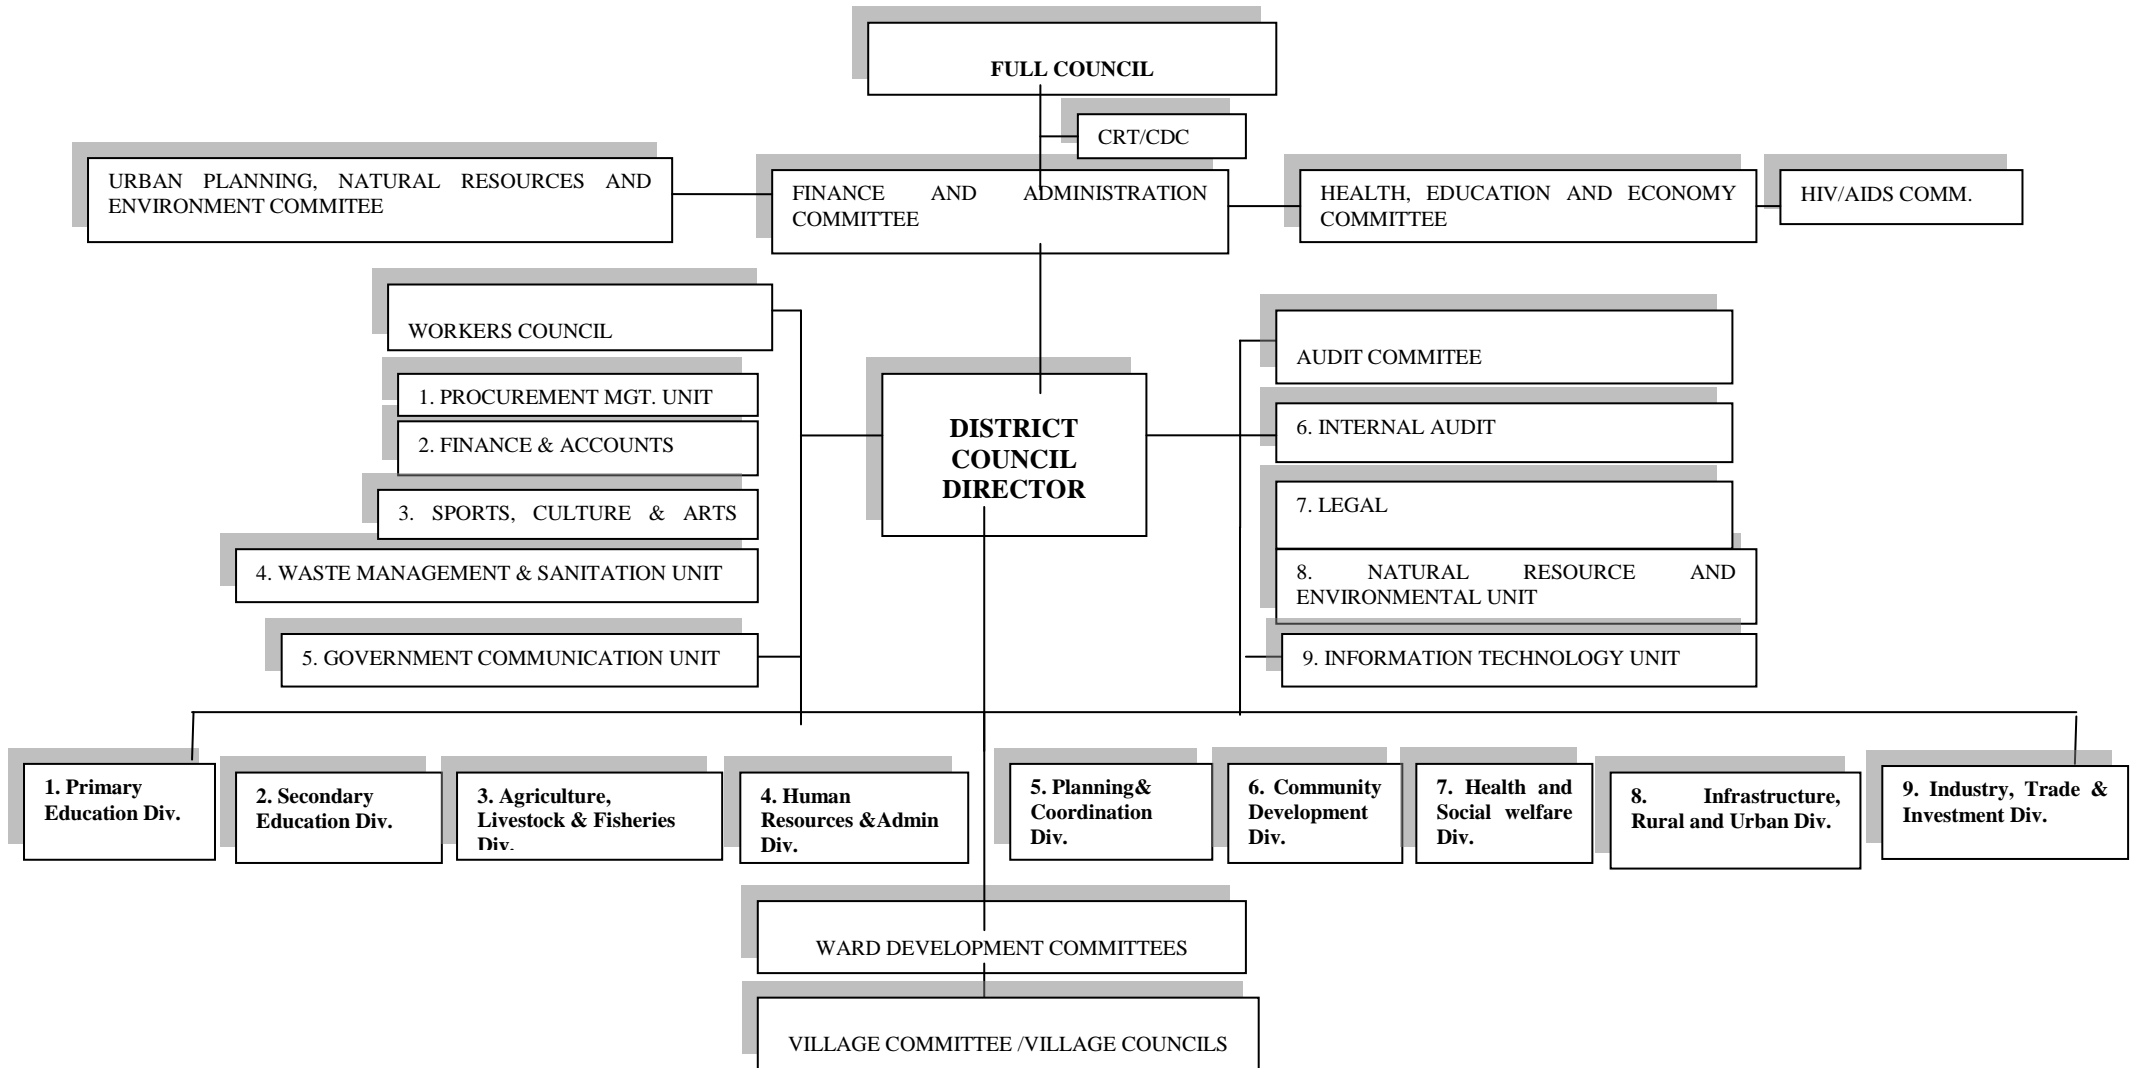 FULL COUNCIL
CRT/CDC
URBAN PLANNING, NATURAL RESOURCES AND
ENVIRONMENT COMMITEE
FINANCE AND ADMINISTRATION
COMMITTEE
HEALTH, EDUCATION AND ECONOMY
COMMITTEE
HIV/AIDS COMM.
WORKERS COUNCIL
1. PROCUREMENT MGT. UNIT
2. FINANCE & ACCOUNTS
3. SPORTS, CULTURE & ARTS
4. WASTE MANAGEMENT & SANITATION UNIT
5. GOVERNMENT COMMUNICATION UNIT
DISTRICT
COUNCIL
DIRECTOR
AUDIT COMMITEE
6. INTERNAL AUDIT
7. LEGAL
8. NATURAL RESOURCE AND
ENVIRONMENTAL UNIT
9. INFORMATION TECHNOLOGY UNIT
1. Primary
Education Div.
2. Secondary
Education Div.
3. Agriculture,
Livestock & Fisheries
Div.
4. Human
Resources &Admin
Div.
5. Planning&
Coordination
Div.
6. Community
Development
Div.
7. Health and
Social welfare
Div.
8. Infrastructure,
Rural and Urban Div.
9. Industry, Trade &
Investment Div.
WARD DEVELOPMENT COMMITTEES
VILLAGE COMMITTEE /VILLAGE COUNCILS